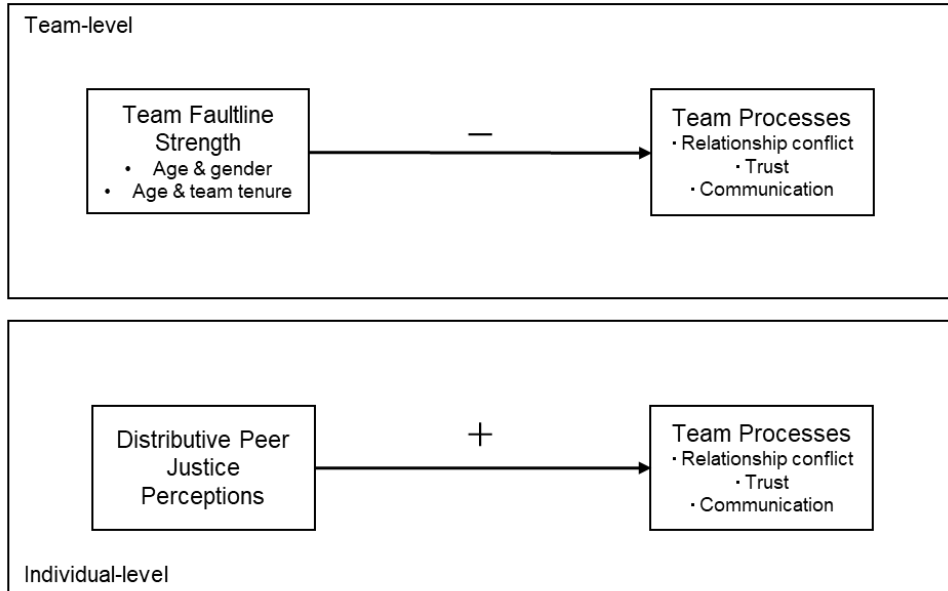 Team-level
Team Faultline
Strength
• Age & gender
• Age & team tenure
−
Team Processes
· Relationship conflict
· Trust
· Communication
Distributive Peer
Justice
Perceptions
+
Team Processes
· Relationship conflict
· Trust
· Communication
Individual-level